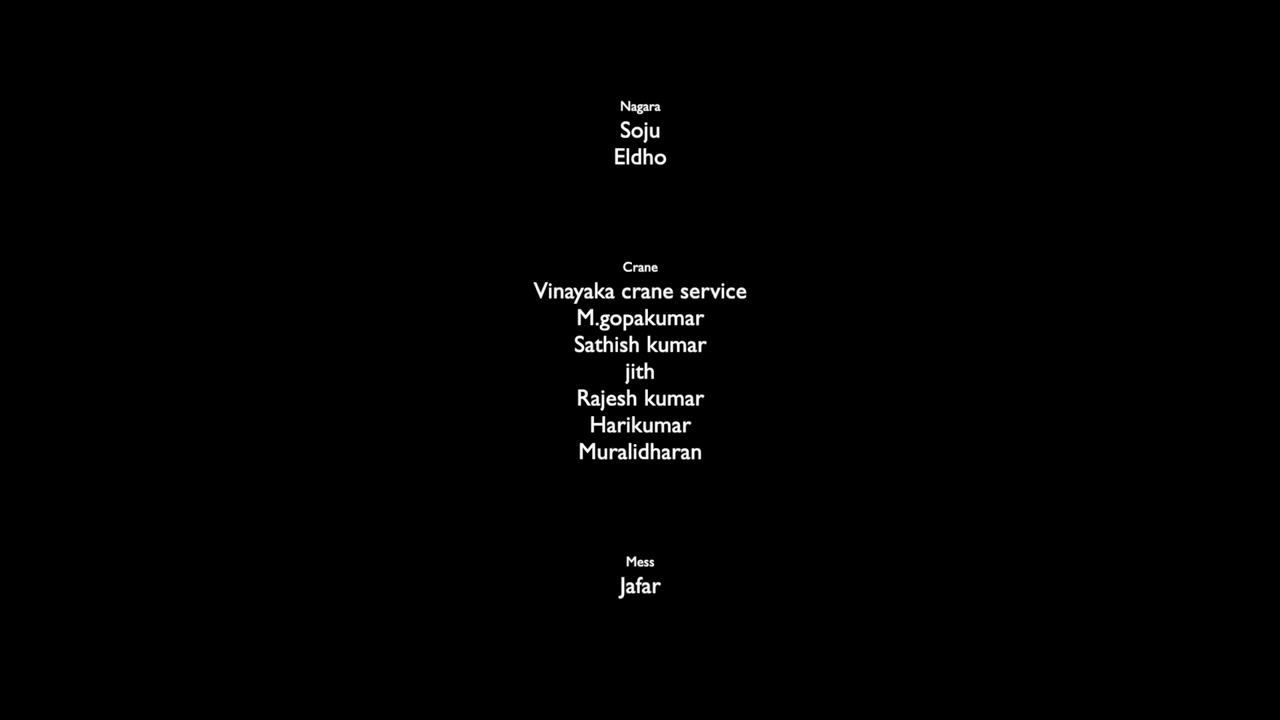 Nagara
Soju
Eldho
Crane
Vinayaka crane service
M.gopakumar
Sathish kumar
jith
Rajesh kumar
Harikumar
Muralidharan
Mess
Jafar